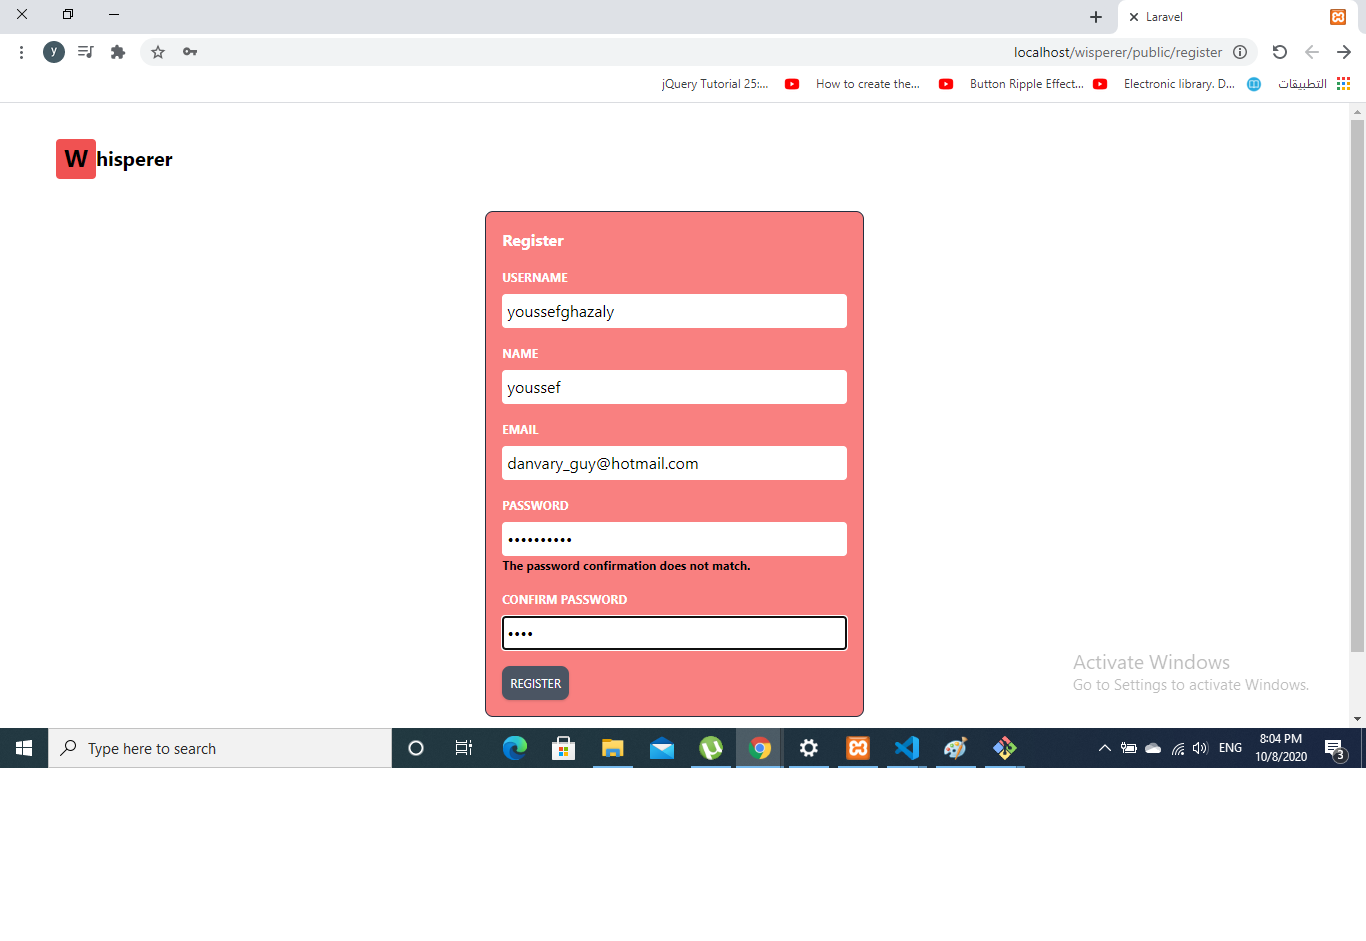 Laravel
y
localhost/wisperer/public/register
jQuery Tutorial 25:...
How to create the...
Button Ripple Effect...
Electronic library. D...
التطبيقات
Whisperer
Register
USERNAME
youssefghazaly
NAME
youssef
EMAIL
danvary_guy@hotmail.com
PASSWORD
••••••••••
The password confirmation does not match.
CONFIRM PASSWORD
••••
REGISTER
Activate Windows
Go to Settings to activate Windows.
Type here to search
ENG
8:04 PM
10/8/2020
3